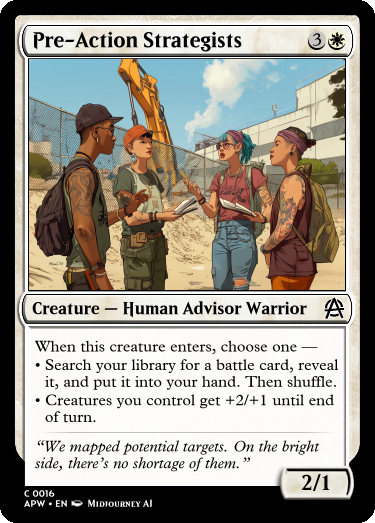 Pre-Action Strategists 3
Creature — Human Advisor Warrior
When this creature enters, choose one —
• Search your library for a battle card, reveal
it, and put it into your hand. Then shuffle.
• Creatures you control get +2/+1 until end
of turn.
“We mapped potential targets. On the bright
side, there’s no shortage of them.”
2/1
C 0016
APW • EN Midjourney AI